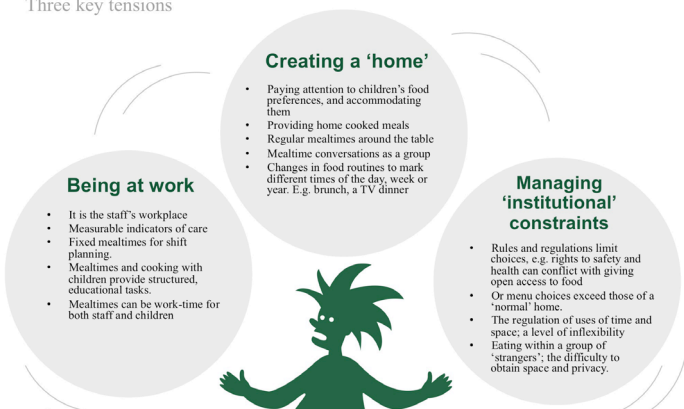 Three key tensions
Creating a ‘home’
• Paying attention to children’s food
preferences, and accommodating
them
• Providing home cooked meals
• Regular mealtimes around the table
• Mealtime conversations as a group
• Changes in food routines to mark
different times of the day, week or
year. E.g. brunch, a TV dinner
Being at work
• It is the staff’s workplace
• Measurable indicators of care
• Fixed mealtimes for shift
planning.
• Mealtimes and cooking with
children provide structured,
educational tasks.
• Mealtimes can be work-time for
both staff and children
Managing
‘institutional’
constraints
• Rules and regulations limit
choices, e.g. rights to safety and
health can conflict with giving
open access to food
• Or menu choices exceed those of a
‘normal’ home.
• The regulation of uses of time and
space; a level of inflexibility
• Eating within a group of
‘strangers’; the difficulty to
obtain space and privacy.